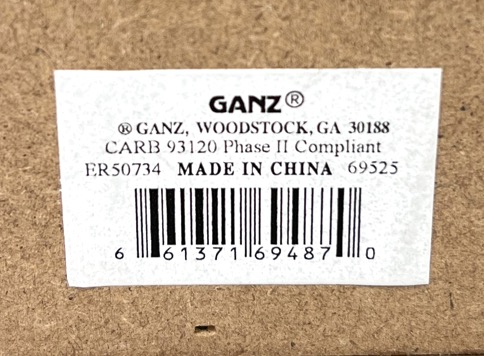 GANZ®
® GANZ, WOODSTOCK, GA 30188
CARB 93120 Phase II Compliant
ER50734 MADE IN CHINA 69525
6 61371 69487 0